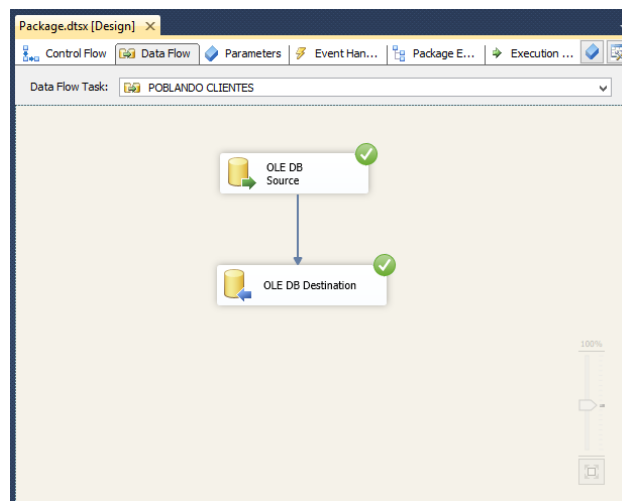 Package.dtsx [Design]
Control Flow Data Flow Parameters Event Han... Package E... Execution ...
Data Flow Task: POBLANDO CLIENTES
OLE DB
Source
OLE DB Destination
100%